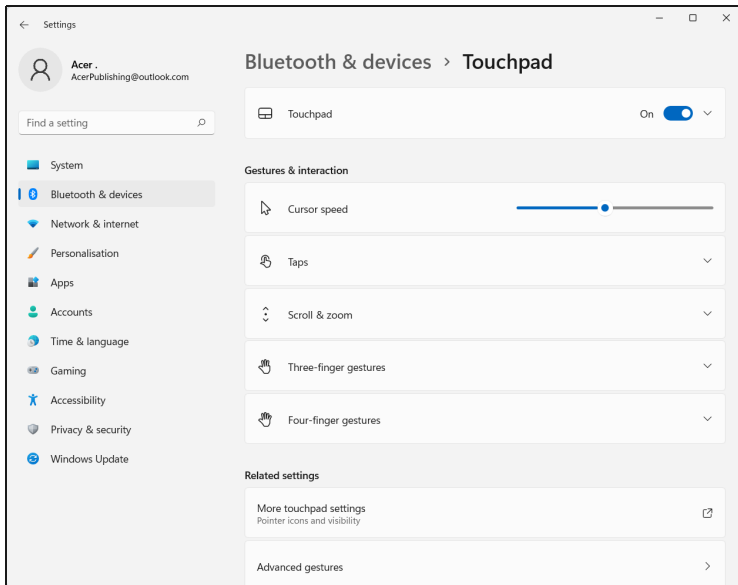 Settings
Acer .
AcerPublishing@outlook.com
Find a setting
System
Bluetooth & devices
Network & internet
Personalisation
Apps
Accounts
Time & language
Gaming
Accessibility
Privacy & security
Windows Update
Bluetooth & devices > Touchpad
Touchpad On
Gestures & interaction
Cursor speed
Taps
Scroll & zoom
Three-finger gestures
Four-finger gestures
Related settings
More touchpad settings
Pointer icons and visibility
Advanced gestures